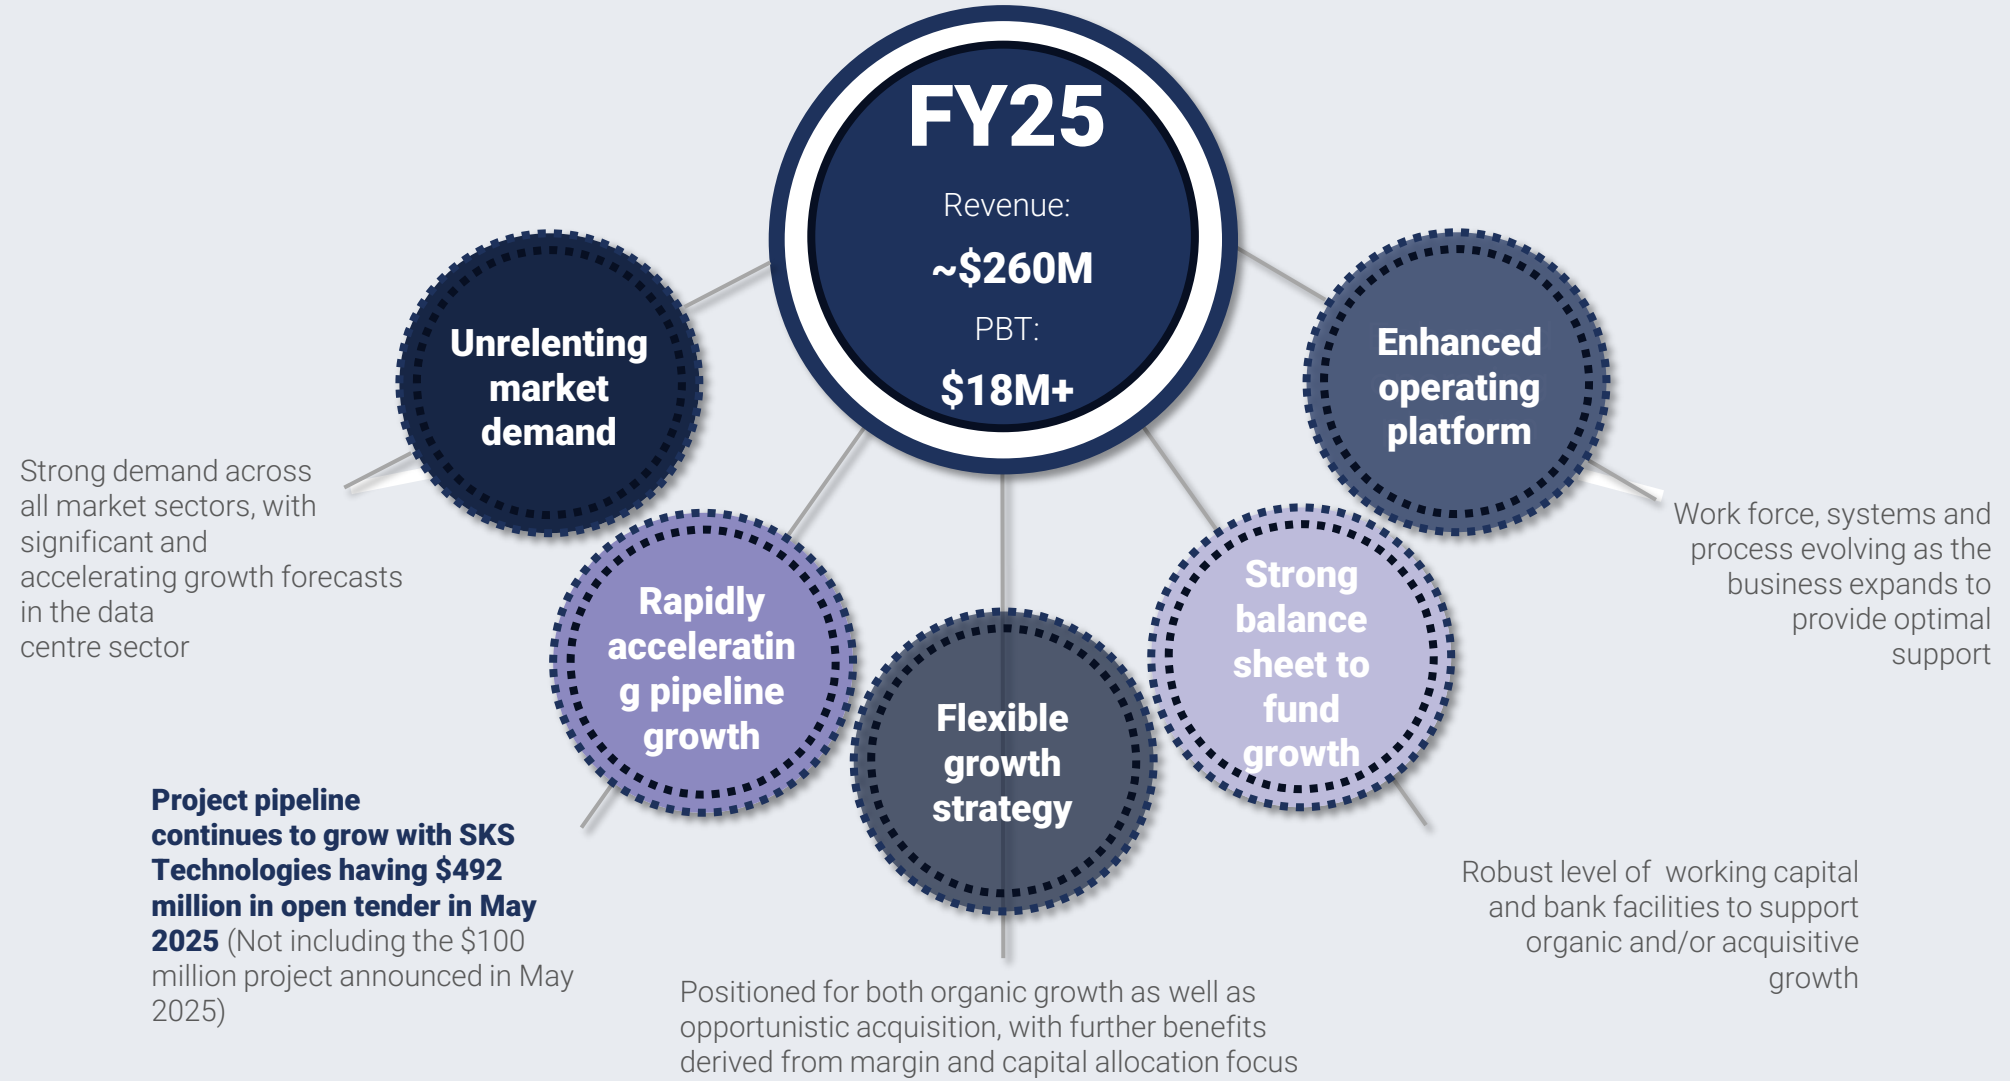 FY25
Revenue:
~$260M
PBT:
$18M+
Unrelenting
market
demand
Strong demand across
all market sectors, with
significant and
accelerating growth forecasts
in the data
centre sector
Rapidly
acceleratin
g pipeline
growth
Project pipeline
continues to grow with SKS
Technologies having $492
million in open tender in May
2025 (Not including the $100
million project announced in May
2025)
Flexible
growth
strategy
Positioned for both organic growth as well as
opportunistic acquisition, with further benefits
derived from margin and capital allocation focus
Strong
balance
sheet to
fund
growth
Robust level of  working capital
and bank facilities to support
organic and/or acquisitive
growth
Enhanced
operating
platform
Work force, systems and
process evolving as the
business expands to
provide optimal
support